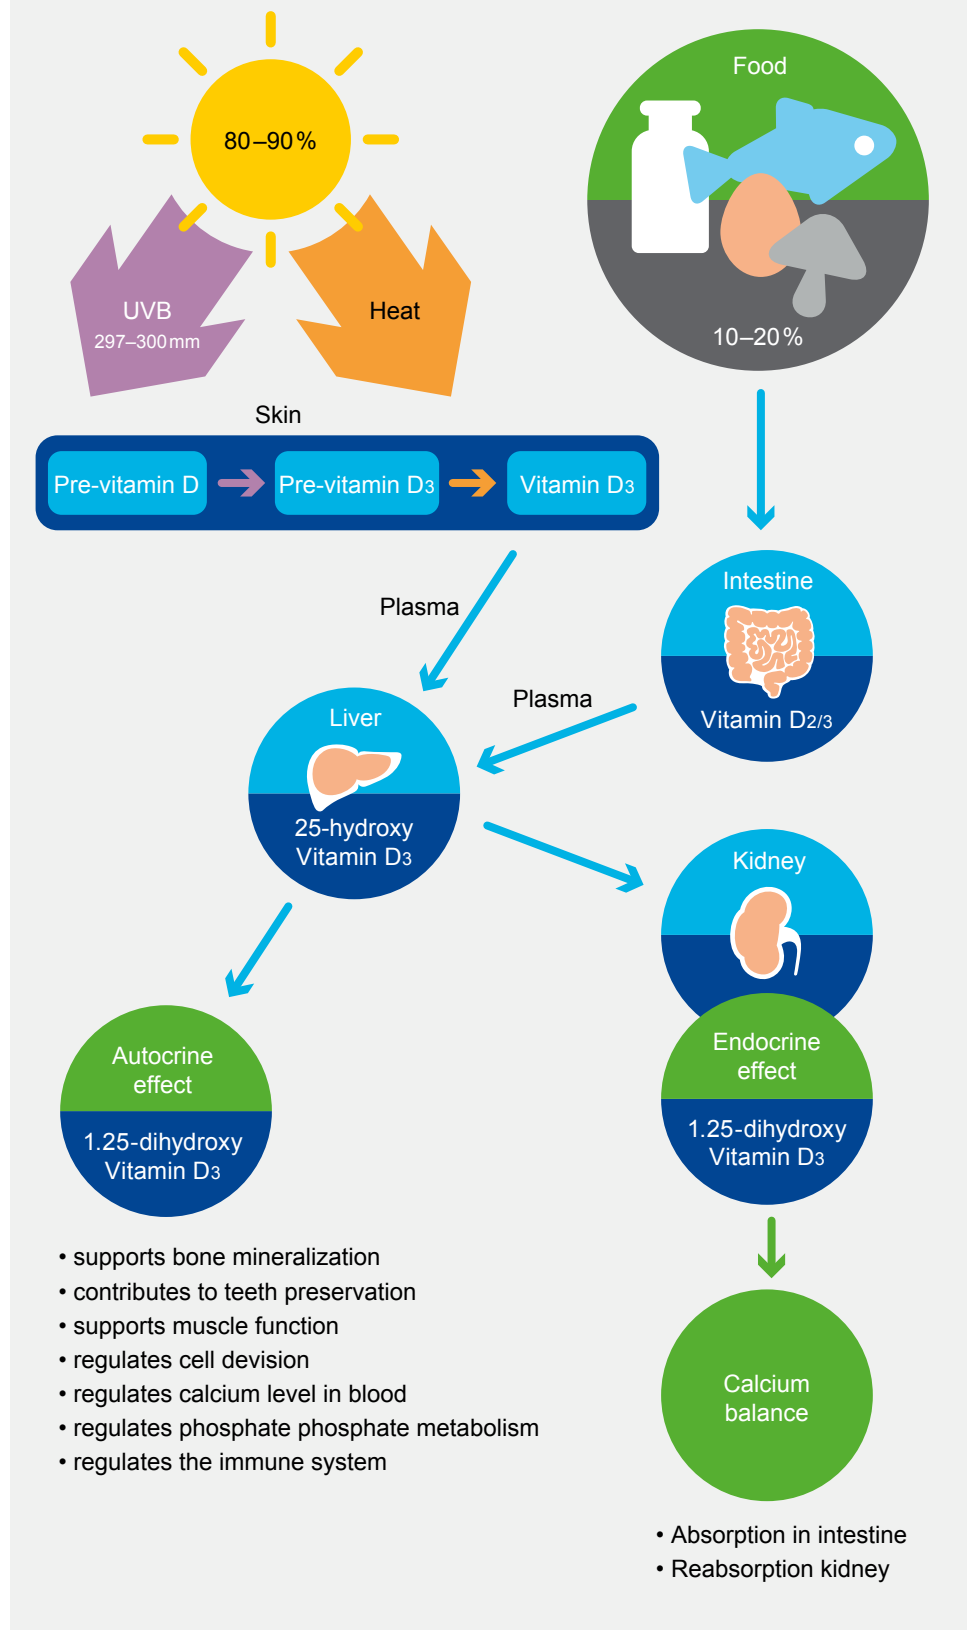 80–90 %
Food
UVB
297–300 mm
Heat
10–20 %
Skin
Pre-vitamin D
Pre-vitamin D3
Vitamin D3
Plasma
Intestine
Vitamin D2/3
Plasma
Liver
25-hydroxy
Vitamin D3
Kidney
Autocrine
effect
1.25-dihydroxy
Vitamin D3
Endocrine
effect
1.25-dihydroxy
Vitamin D3
• supports bone mineralization
• contributes to teeth preservation
• supports muscle function
• regulates cell devision
• regulates calcium level in blood
• regulates phosphate phosphate metabolism
• regulates the immune system
Calcium
balance
• Absorption in intestine
• Reabsorption kidney